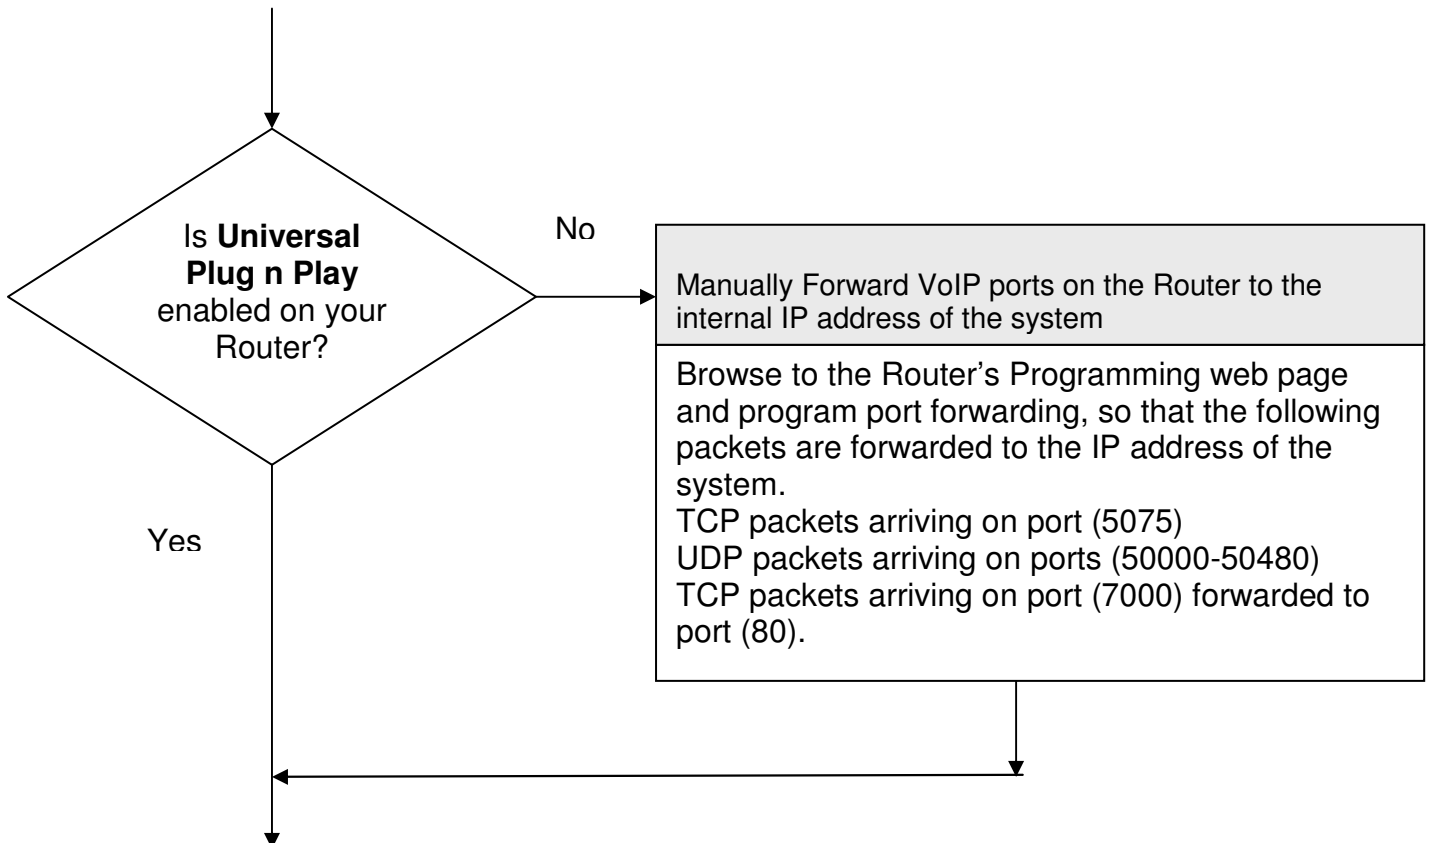 Is Universal
Plug n Play
enabled on your
Router?
No
Manually Forward VoIP ports on the Router to the
internal IP address of the system
Browse to the Router's Programming web page
and program port forwarding, so that the following
packets are forwarded to the IP address of the
system.
TCP packets arriving on port (5075)
UDP packets arriving on ports (50000-50480)
TCP packets arriving on port (7000) forwarded to
port (80).
Yes